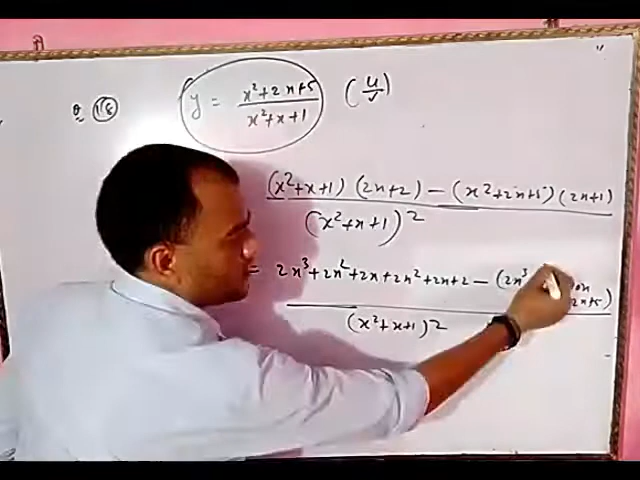 Q (18) y = x²+2x+5 / x²+x+1 (u/v)
(x²+x+1) (2x+2) − (x²+2x+5) (2x+1)
(x²+x+1)²
= 2x³+2x²+2x+2x²+2x+2 − (2x³
2x+5)
(x²+x+1)²